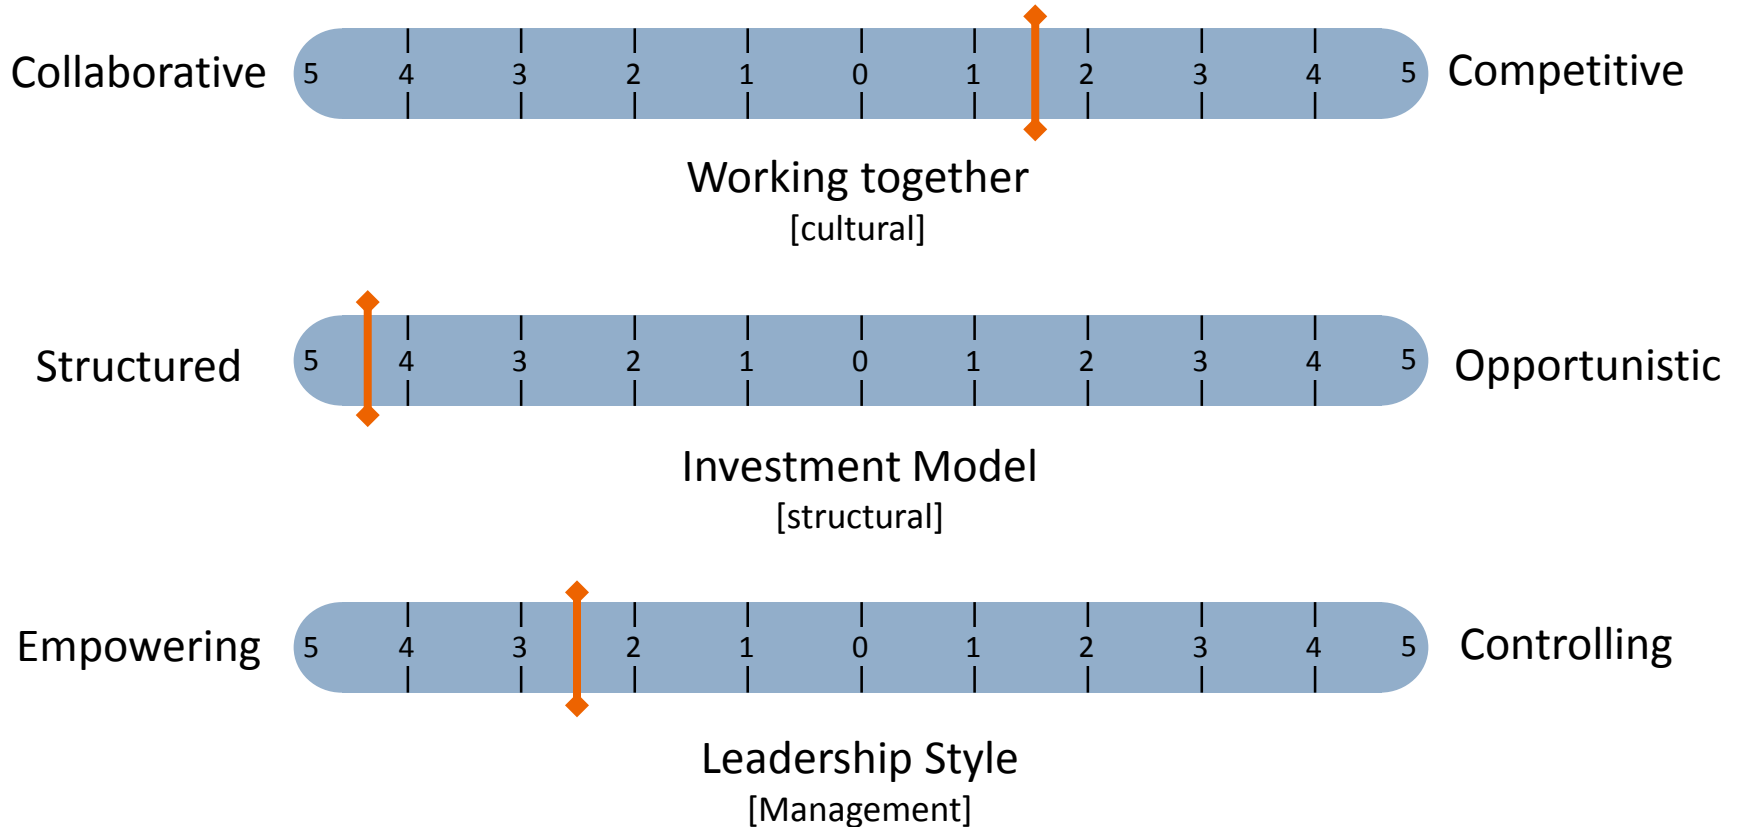 Collaborative 5 4 3 2 1 0 1 2 3 4 5 Competitive
Working together
[cultural]
Structured 5 4 3 2 1 0 1 2 3 4 5 Opportunistic
Investment Model
[structural]
Empowering 5 4 3 2 1 0 1 2 3 4 5 Controlling
Leadership Style
[Management]